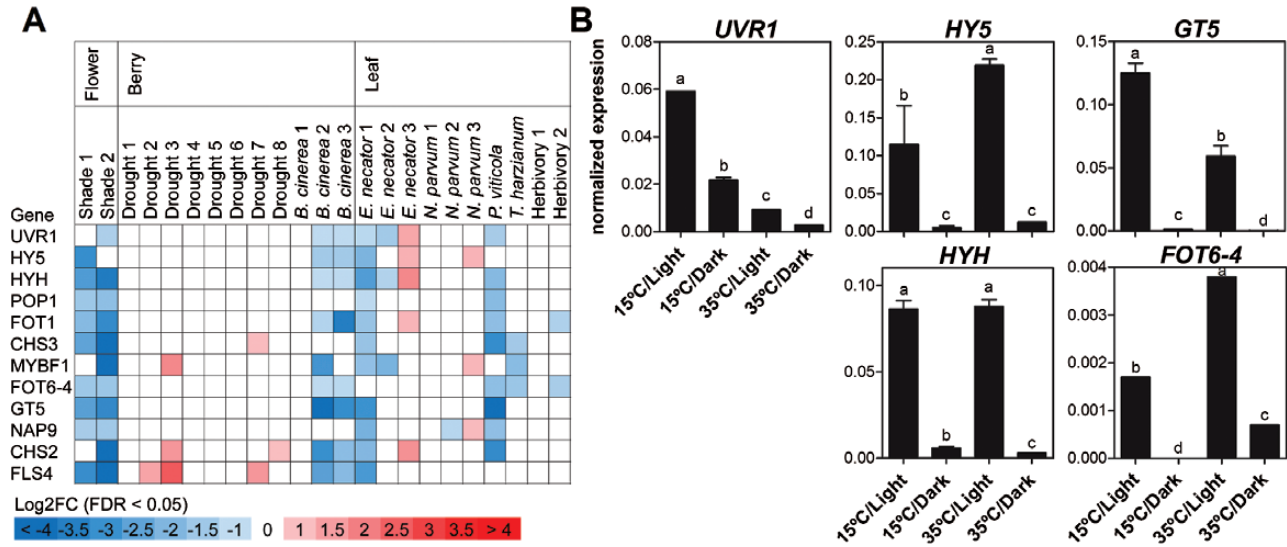 A
Flower
Berry
Leaf
Gene
Shade 1
Shade 2
Drought 1
Drought 2
Drought 3
Drought 4
Drought 5
Drought 6
Drought 7
Drought 8
B. cinerea 1
B. cinerea 2
B. cinerea 3
E. necator 1
E. necator 2
E. necator 3
N. parvum 1
N. parvum 2
N. parvum 3
P. viticola
T. harzianum
Herbivory 1
Herbivory 2
UVR1
HY5
HYH
POP1
FOT1
CHS3
MYBF1
FOT6-4
GT5
NAP9
CHS2
FLS4
Log2FC (FDR < 0.05)
< -4 -3.5 -3 -2.5 -2 -1.5 -1 0 1 1.5 2 2.5 3 3.5 > 4
B
normalized expression
UVR1
0.08
0.06
0.04
0.02
0.00
a
b
c
d
15ºC/Light
15ºC/Dark
35ºC/Light
35ºC/Dark
HY5
0.25
0.20
0.15
0.10
0.05
0.00
b
c
a
c
GT5
0.15
0.10
0.05
0.00
a
c
b
d
HYH
0.10
0.05
0.00
a
b
a
c
15ºC/Light
15ºC/Dark
35ºC/Light
35ºC/Dark
FOT6-4
0.004
0.003
0.002
0.001
0.000
b
d
a
c
15ºC/Light
15ºC/Dark
35ºC/Light
35ºC/Dark